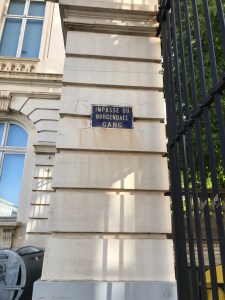 IMPASSE DU
BORGENDAEL
GANG